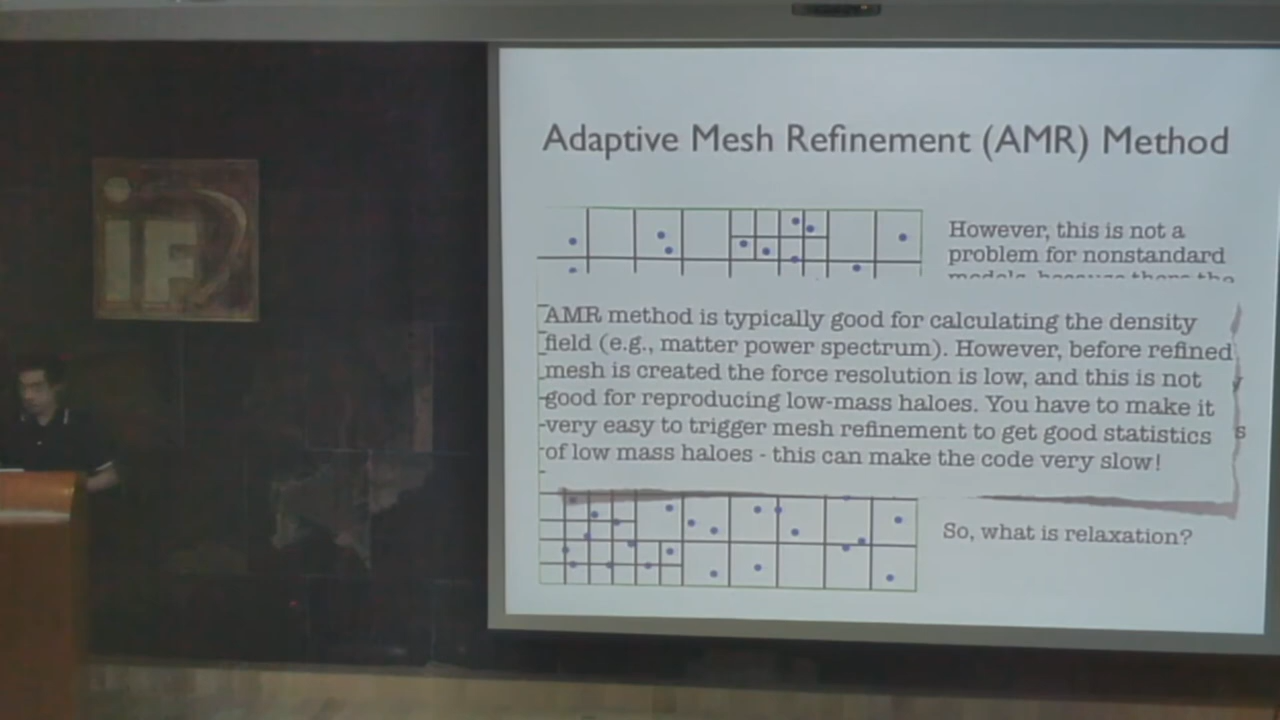 Adaptive Mesh Refinement (AMR) Method
However, this is not a
problem for nonstandard
AMR method is typically good for calculating the density
field (e.g., matter power spectrum). However, before refined
mesh is created the force resolution is low, and this is not
good for reproducing low-mass haloes. You have to make it
very easy to trigger mesh refinement to get good statistics
of low mass haloes - this can make the code very slow!
So, what is relaxation?